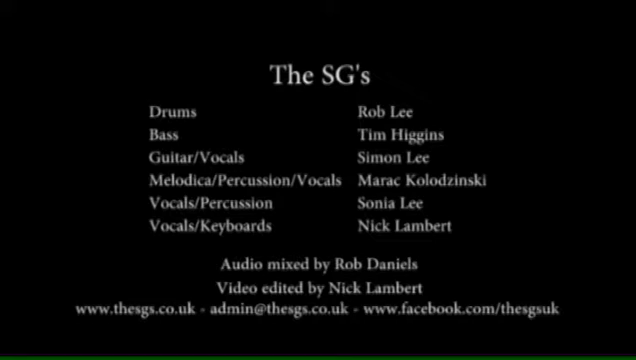 The SG's
Drums Rob Lee
Bass Tim Higgins
Guitar/Vocals Simon Lee
Melodica/Percussion/Vocals Marac Kolodzinski
Vocals/Percussion Sonia Lee
Vocals/Keyboards Nick Lambert
Audio mixed by Rob Daniels
Video edited by Nick Lambert
www.thesgs.co.uk - admin@thesgs.co.uk - www.facebook.com/thesgsuk